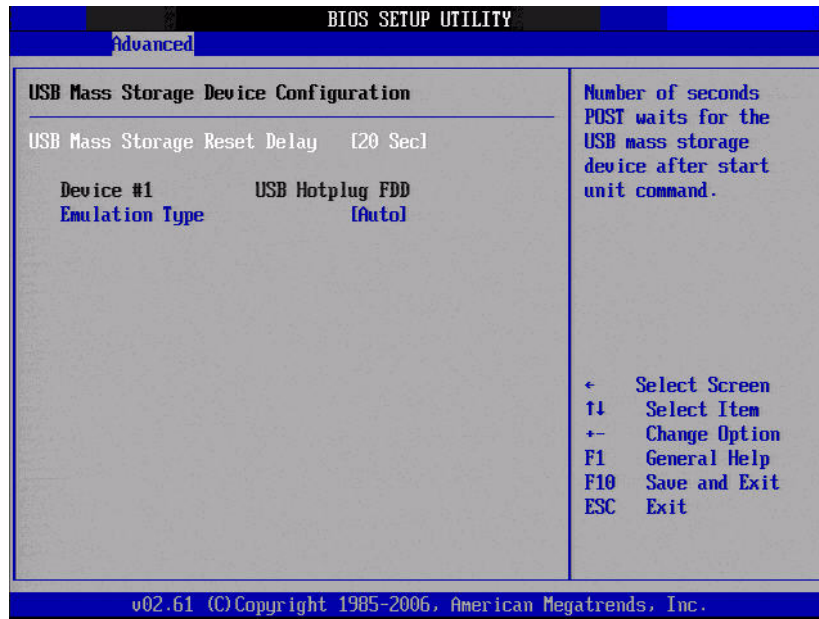 BIOS SETUP UTILITY
Advanced
USB Mass Storage Device Configuration
USB Mass Storage Reset Delay [20 Sec]
Device #1 USB Hotplug FDD
Emulation Type [Auto]
Number of seconds
POST waits for the
USB mass storage
device after start
unit command.
← Select Screen
↑↓ Select Item
+- Change Option
F1 General Help
F10 Save and Exit
ESC Exit
v02.61 (C)Copyright 1985-2006, American Megatrends, Inc.